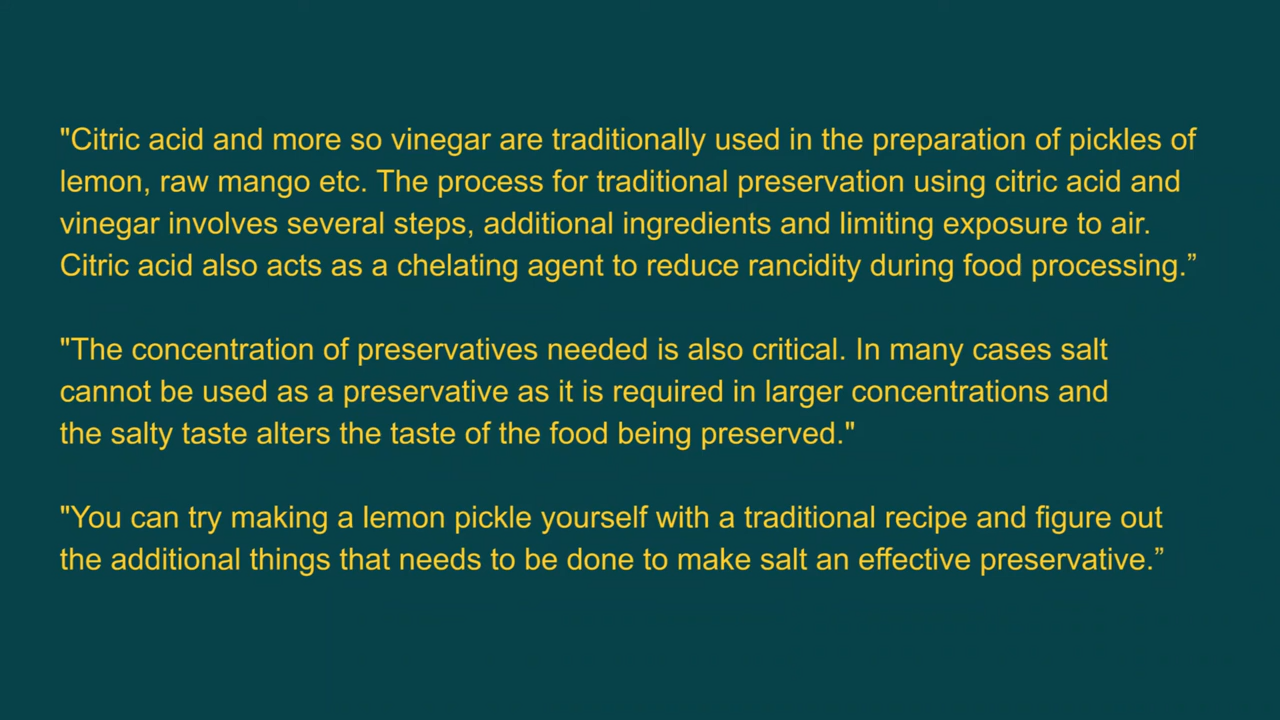 "Citric acid and more so vinegar are traditionally used in the preparation of pickles of
lemon, raw mango etc. The process for traditional preservation using citric acid and
vinegar involves several steps, additional ingredients and limiting exposure to air.
Citric acid also acts as a chelating agent to reduce rancidity during food processing.”
"The concentration of preservatives needed is also critical. In many cases salt
cannot be used as a preservative as it is required in larger concentrations and
the salty taste alters the taste of the food being preserved."
"You can try making a lemon pickle yourself with a traditional recipe and figure out
the additional things that needs to be done to make salt an effective preservative.”